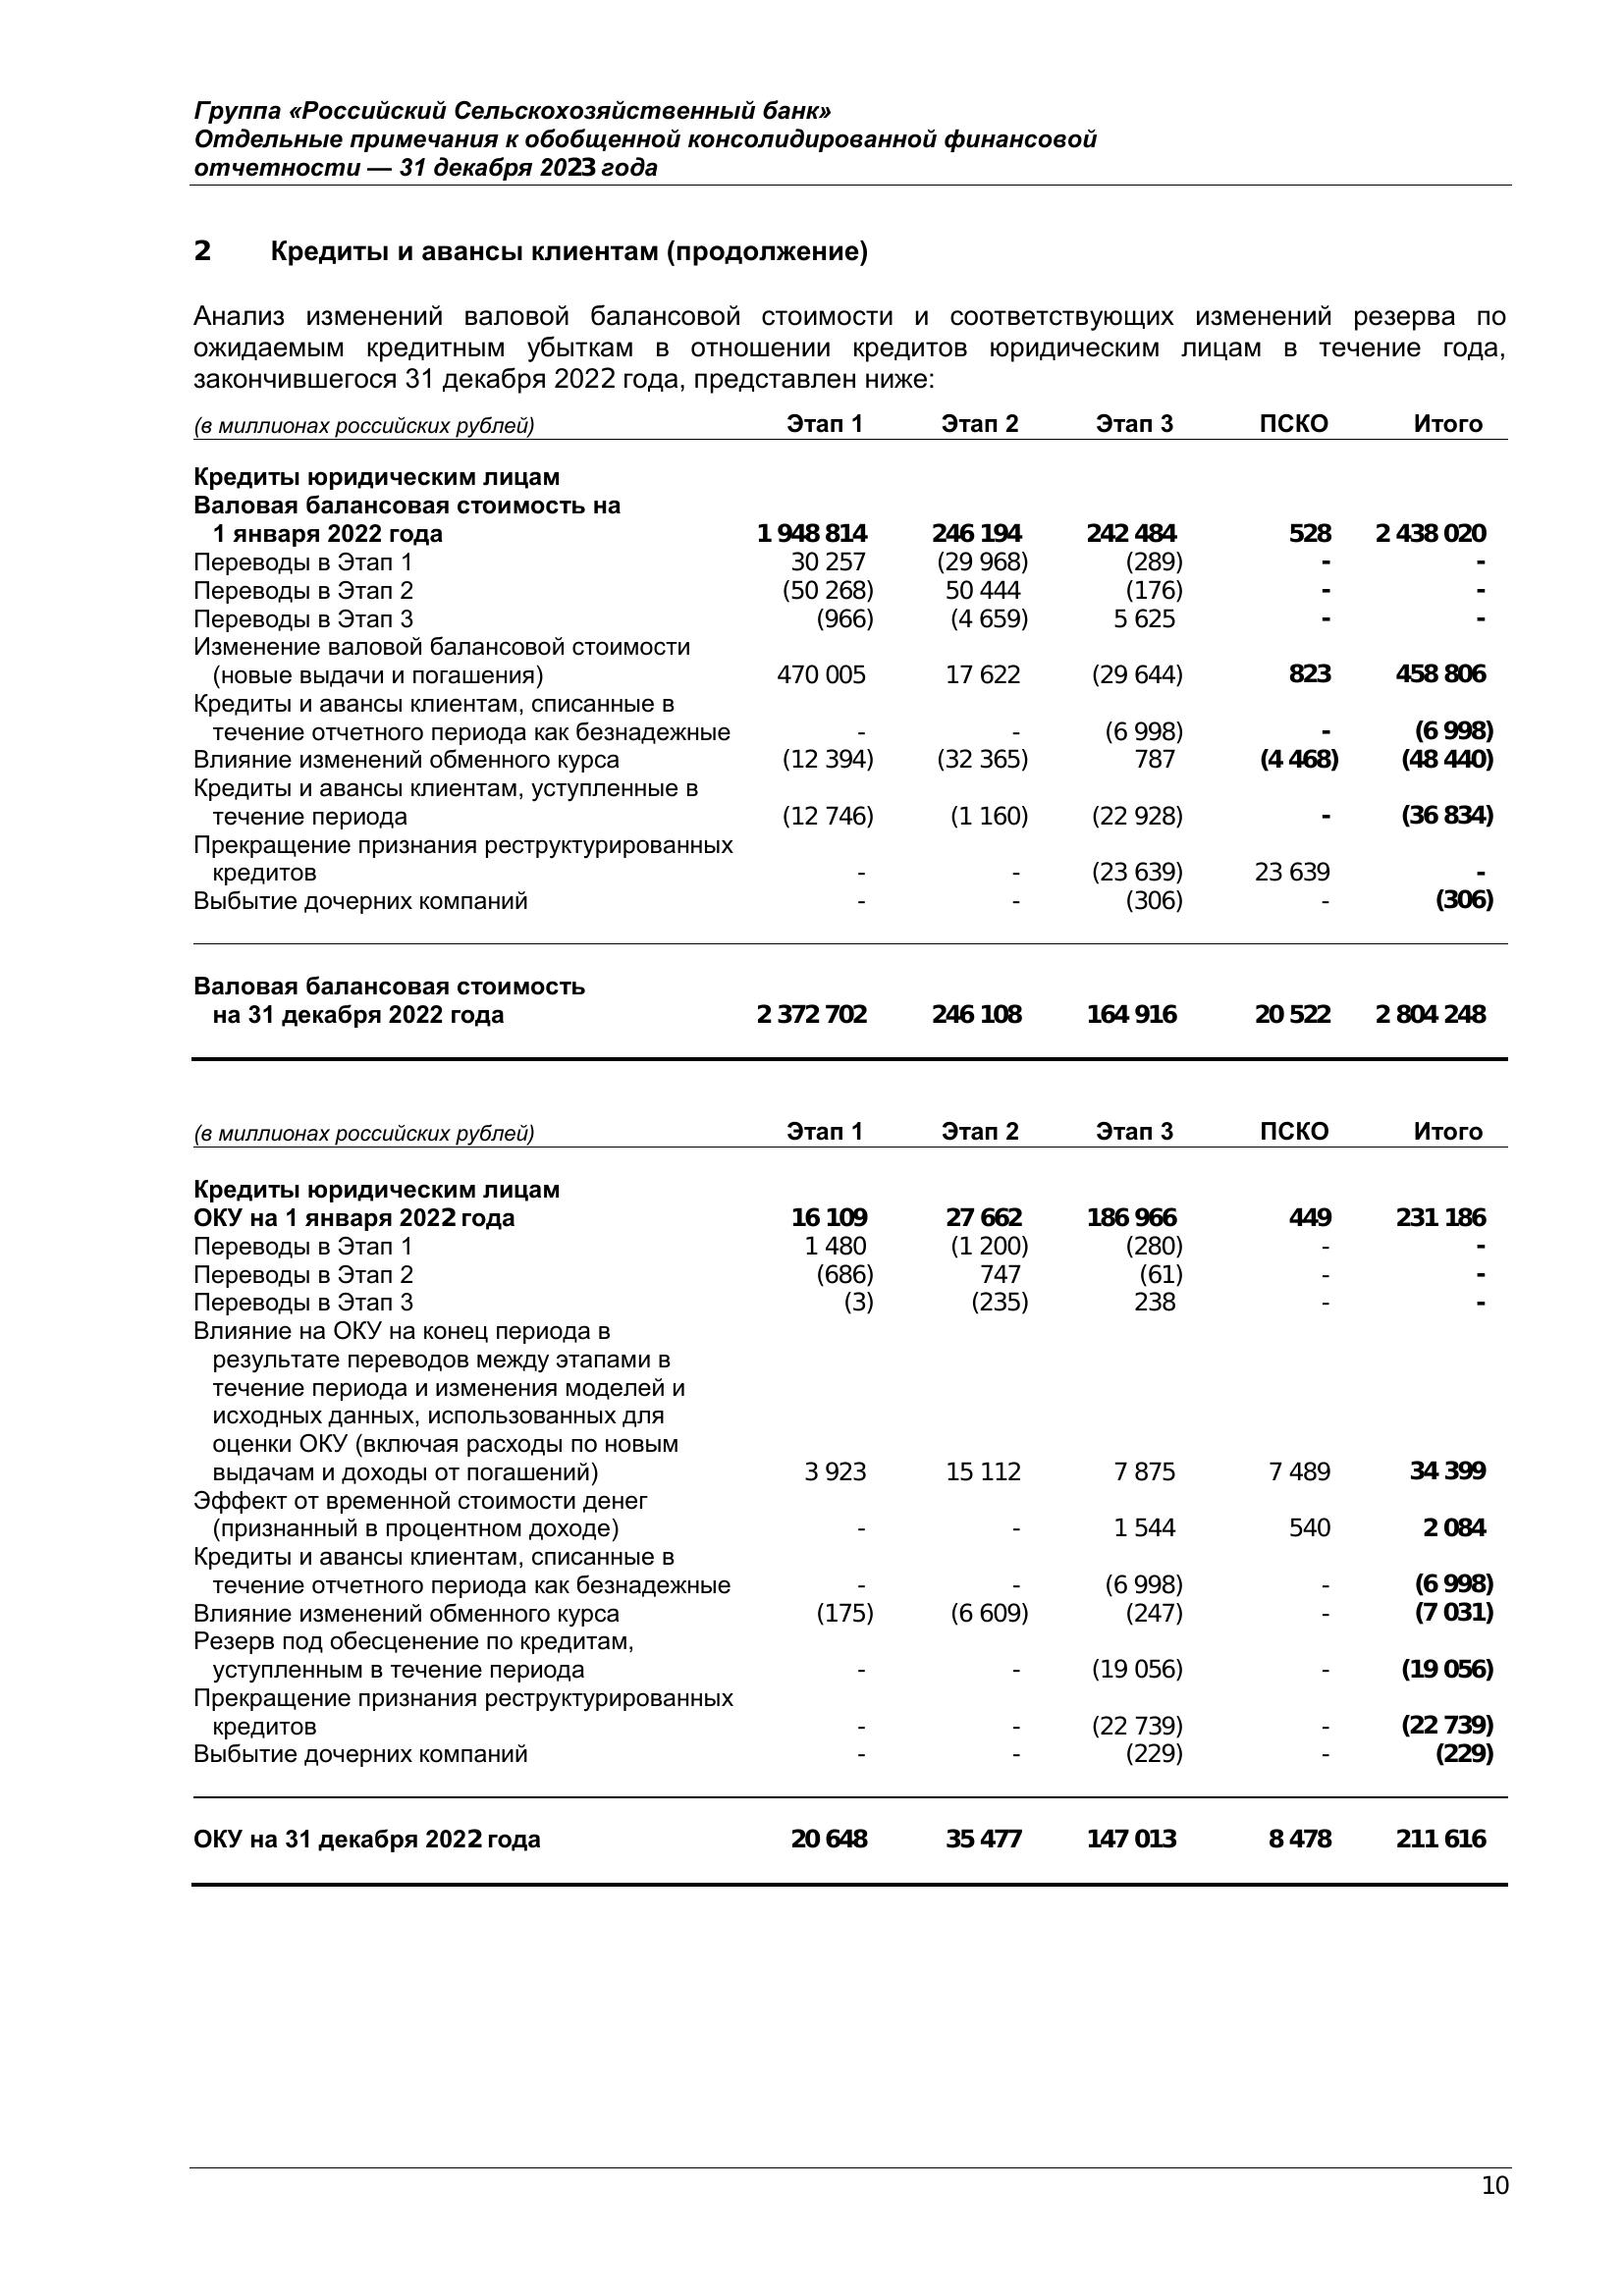 Группа «Российский Сельскохозяйственный банк»
Отдельные примечания к обобщенной консолидированной финансовой
отчетности — 31 декабря 2023 года
2 Кредиты и авансы клиентам (продолжение)
Анализ изменений валовой балансовой стоимости и соответствующих изменений резерва по
ожидаемым кредитным убыткам в отношении кредитов юридическим лицам в течение года,
закончившегося 31 декабря 2022 года, представлен ниже:
(в миллионах российских рублей) Этап 1 Этап 2 Этап 3 ПСКО Итого
Кредиты юридическим лицам
Валовая балансовая стоимость на
1 января 2022 года 1 948 814 246 194 242 484 528 2 438 020
Переводы в Этап 1 30 257 (29 968) (289) - -
Переводы в Этап 2 (50 268) 50 444 (176) - -
Переводы в Этап 3 (966) (4 659) 5 625 - -
Изменение валовой балансовой стоимости
(новые выдачи и погашения) 470 005 17 622 (29 644) 823 458 806
Кредиты и авансы клиентам, списанные в
течение отчетного периода как безнадежные - - (6 998) - (6 998)
Влияние изменений обменного курса (12 394) (32 365) 787 (4 468) (48 440)
Кредиты и авансы клиентам, уступленные в
течение периода (12 746) (1 160) (22 928) - (36 834)
Прекращение признания реструктурированных
кредитов - - (23 639) 23 639 -
Выбытие дочерних компаний - - (306) - (306)
Валовая балансовая стоимость
на 31 декабря 2022 года 2 372 702 246 108 164 916 20 522 2 804 248
(в миллионах российских рублей) Этап 1 Этап 2 Этап 3 ПСКО Итого
Кредиты юридическим лицам
ОКУ на 1 января 2022 года 16 109 27 662 186 966 449 231 186
Переводы в Этап 1 1 480 (1 200) (280) - -
Переводы в Этап 2 (686) 747 (61) - -
Переводы в Этап 3 (3) (235) 238 - -
Влияние на ОКУ на конец периода в
результате переводов между этапами в
течение периода и изменения моделей и
исходных данных, использованных для
оценки ОКУ (включая расходы по новым
выдачам и доходы от погашений) 3 923 15 112 7 875 7 489 34 399
Эффект от временной стоимости денег
(признанный в процентном доходе) - - 1 544 540 2 084
Кредиты и авансы клиентам, списанные в
течение отчетного периода как безнадежные - - (6 998) - (6 998)
Влияние изменений обменного курса (175) (6 609) (247) - (7 031)
Резерв под обесценение по кредитам,
уступленным в течение периода - - (19 056) - (19 056)
Прекращение признания реструктурированных
кредитов - - (22 739) - (22 739)
Выбытие дочерних компаний - - (229) - (229)
ОКУ на 31 декабря 2022 года 20 648 35 477 147 013 8 478 211 616
10